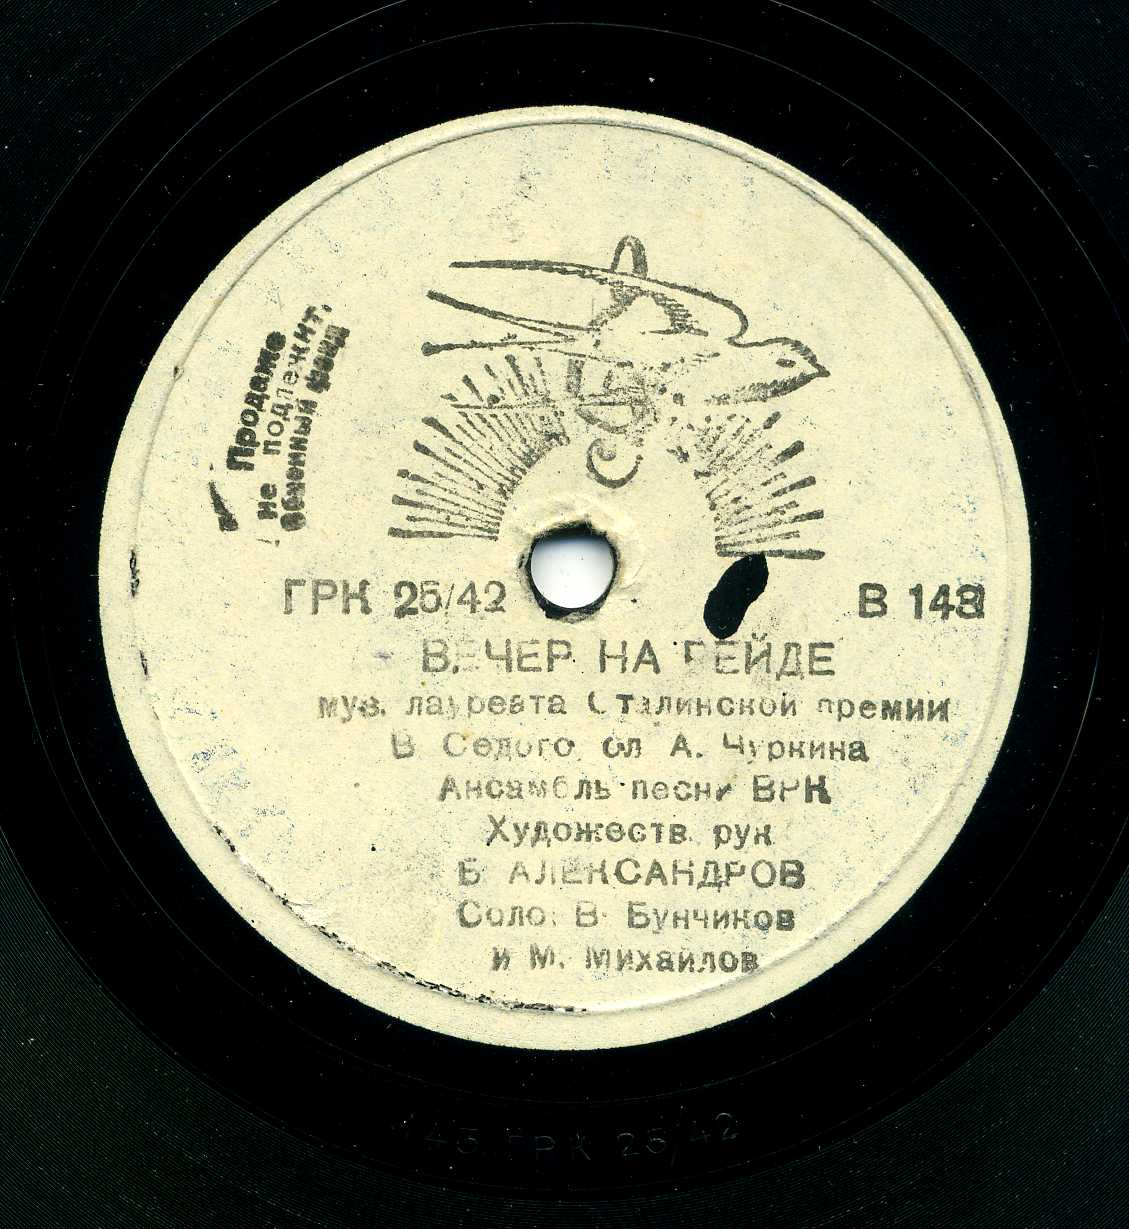 Продаже
не подлежит.
Обменный фонд
ГРК 25/42
В 143
ВЕЧЕР НА РЕЙДЕ
муз. лауреата Сталинской премии
В. Седого, сл. А. Чуркина
Ансамбль песни ВРК
Художеств. рук.
Б. АЛЕКСАНДРОВ
Соло: В. Бунчиков
и М. Михайлов
143 ГРК 25/42